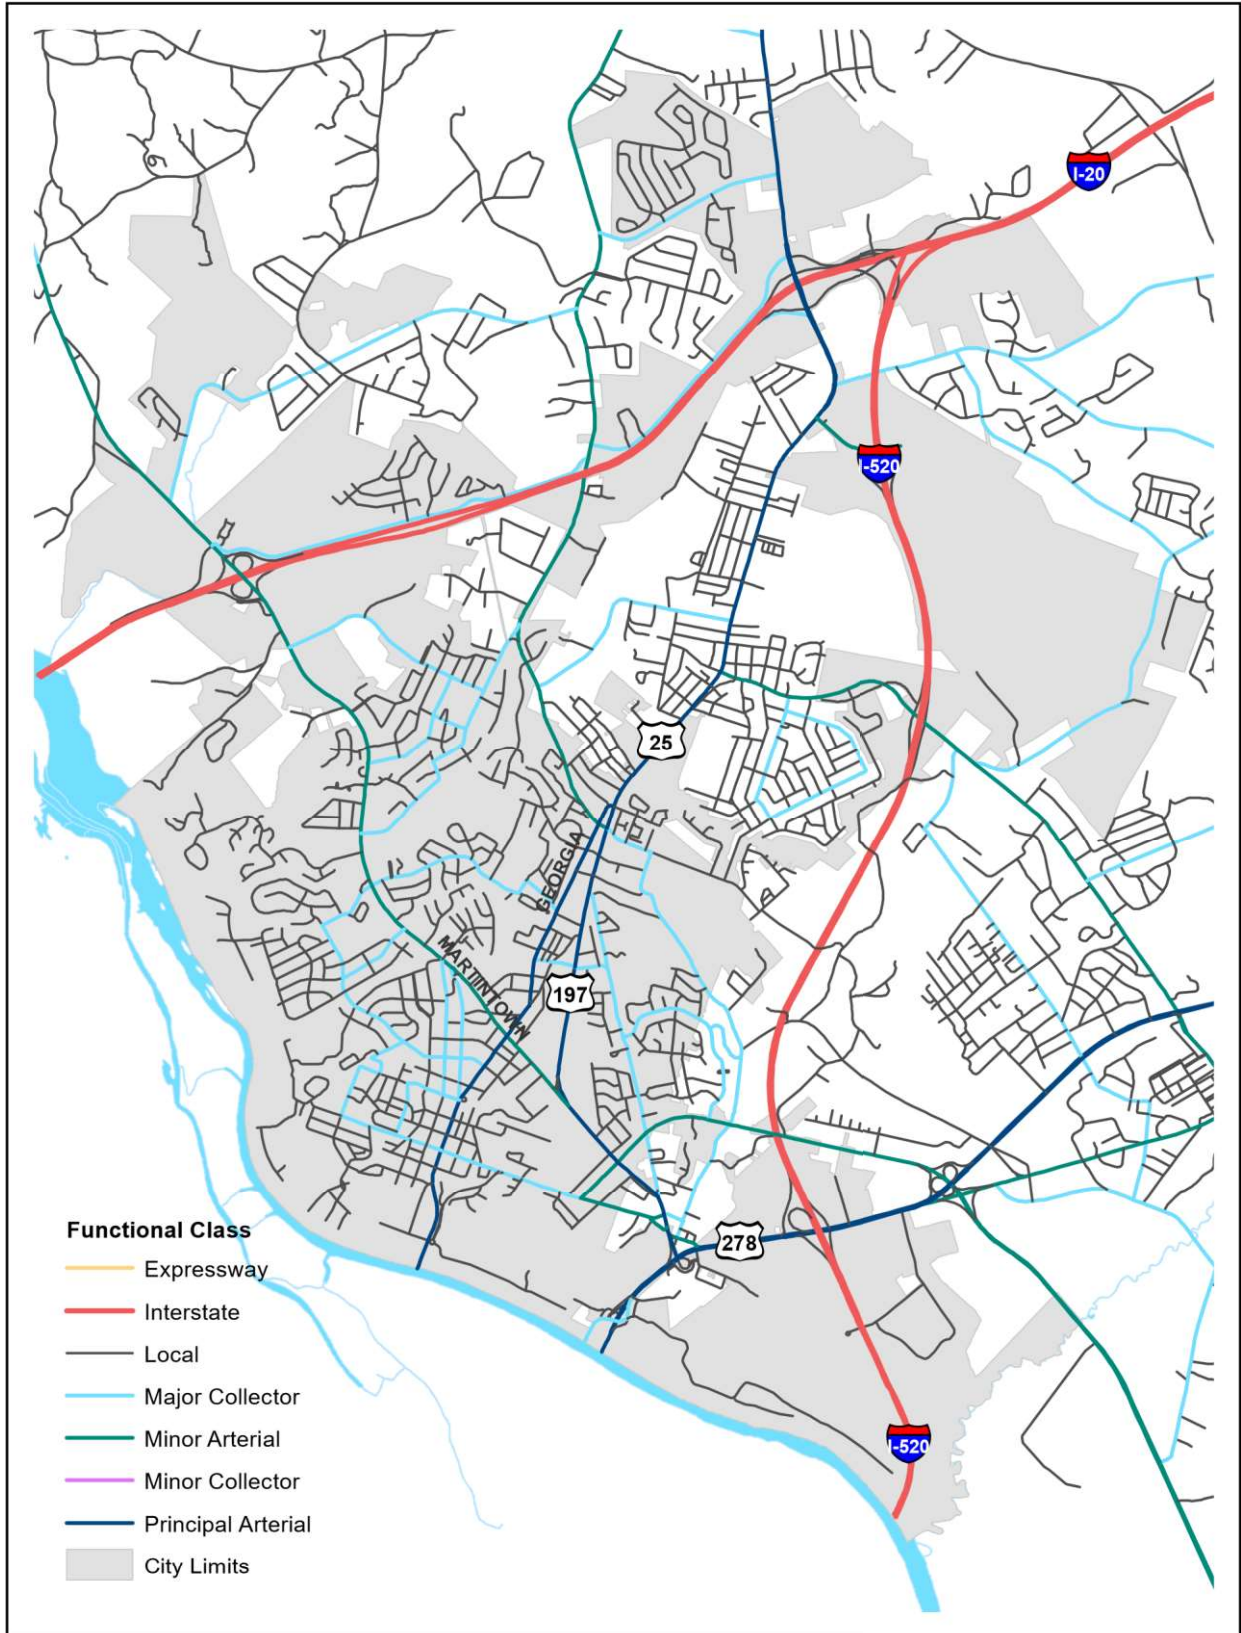 I-20
I-520
25
GEORGIA
MARTINTOWN
197
278
Functional Class
Expressway
Interstate
Local
Major Collector
Minor Arterial
Minor Collector
Principal Arterial
City Limits
I-520